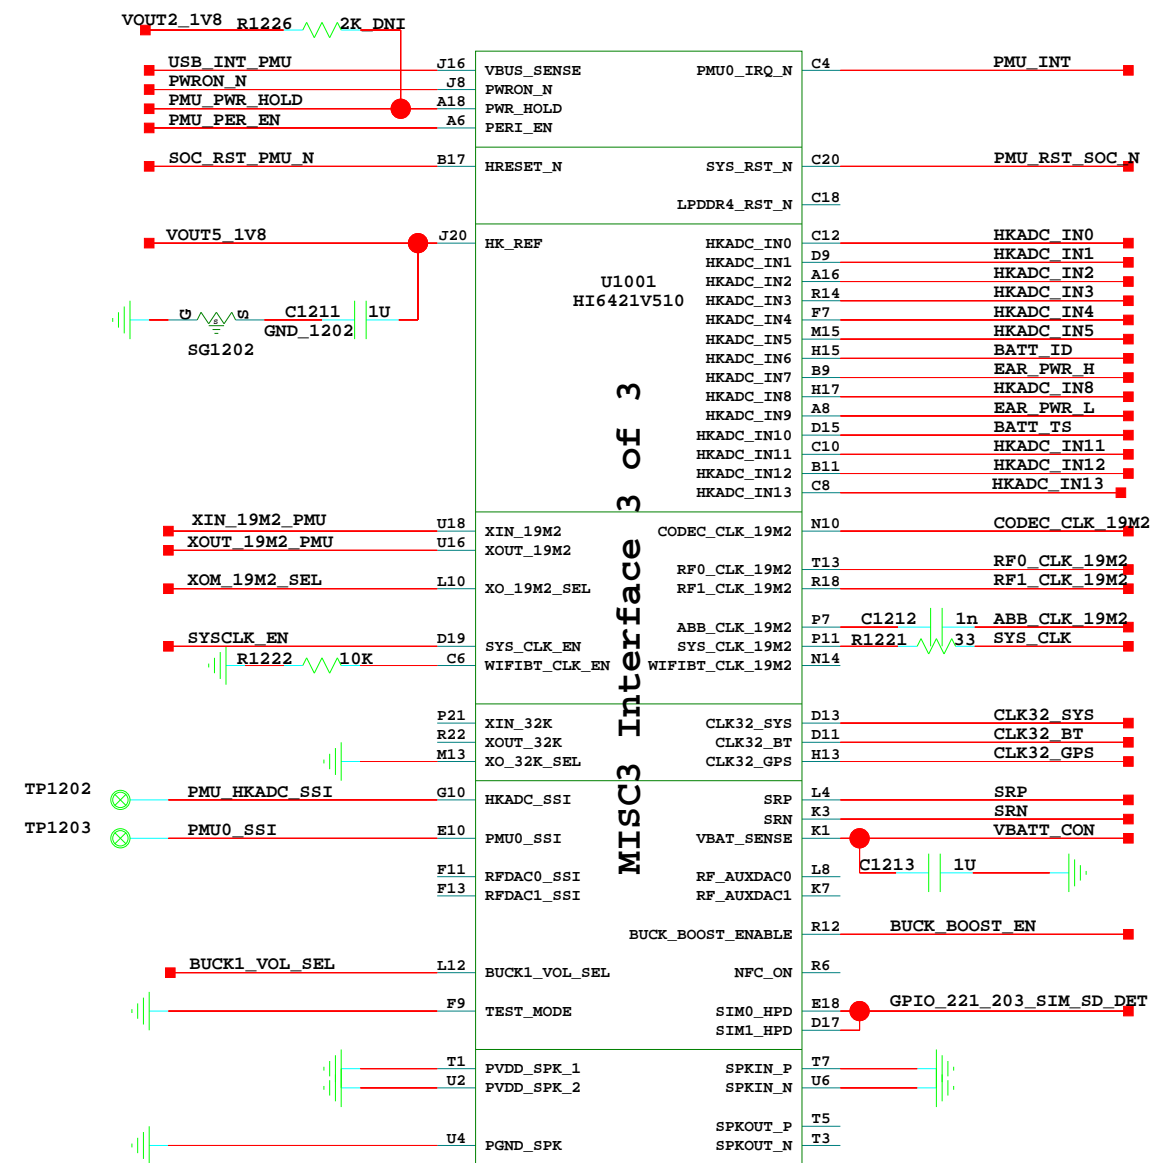 VOUT2_1V8 R1226 2K_DNI
USB_INT_PMU J16 VBUS_SENSE PMU0_IRQ_N C4 PMU_INT
PWRON_N J8 PWRON_N
PMU_PWR_HOLD A18 PWR_HOLD
PMU_PER_EN A6 PERI_EN
SOC_RST_PMU_N B17 HRESET_N SYS_RST_N C20 PMU_RST_SOC_N
LPDDR4_RST_N C18
VOUT5_1V8 J20 HK_REF HKADC_IN0 C12 HKADC_IN0
HKADC_IN1 D9 HKADC_IN1
U1001 HKADC_IN2 A16 HKADC_IN2
HI6421V510 HKADC_IN3 R14 HKADC_IN3
G S C1211 1U HKADC_IN4 F7 HKADC_IN4
GND_1202 HKADC_IN5 M15 HKADC_IN5
S
SG1202 HKADC_IN6 H15 BATT_ID
HKADC_IN7 B9 EAR_PWR_H
HKADC_IN8 H17 HKADC_IN8
HKADC_IN9 A8 EAR_PWR_L
HKADC_IN10 D15 BATT_TS
HKADC_IN11 C10 HKADC_IN11
HKADC_IN12 B11 HKADC_IN12
HKADC_IN13 C8 HKADC_IN13
MISC3 Interface 3 of 3
XIN_19M2_PMU U18 XIN_19M2 CODEC_CLK_19M2 N10 CODEC_CLK_19M2
XOUT_19M2_PMU U16 XOUT_19M2
RF0_CLK_19M2 T13 RF0_CLK_19M2
XOM_19M2_SEL L10 XO_19M2_SEL RF1_CLK_19M2 R18 RF1_CLK_19M2
ABB_CLK_19M2 P7 C1212 1n ABB_CLK_19M2
SYSCLK_EN D19 SYS_CLK_EN SYS_CLK_19M2 P11 R1221 33 SYS_CLK
R1222 10K C6 WIFIBT_CLK_EN WIFIBT_CLK_19M2 N14
P21 XIN_32K CLK32_SYS D13 CLK32_SYS
R22 XOUT_32K CLK32_BT D11 CLK32_BT
M13 XO_32K_SEL CLK32_GPS H13 CLK32_GPS
TP1202 PMU_HKADC_SSI G10 HKADC_SSI SRP L4 SRP
SRN K3 SRN
TP1203 PMU0_SSI E10 PMU0_SSI VBAT_SENSE K1 VBATT_CON
F11 RFDAC0_SSI RF_AUXDAC0 L8 C1213 1U
F13 RFDAC1_SSI RF_AUXDAC1 K7
BUCK_BOOST_ENABLE R12 BUCK_BOOST_EN
BUCK1_VOL_SEL L12 BUCK1_VOL_SEL NFC_ON R6
F9 TEST_MODE SIM0_HPD E18 GPIO_221_203_SIM_SD_DET
SIM1_HPD D17
T1 PVDD_SPK_1 SPKIN_P T7
U2 PVDD_SPK_2 SPKIN_N U6
SPKOUT_P T5
U4 PGND_SPK SPKOUT_N T3